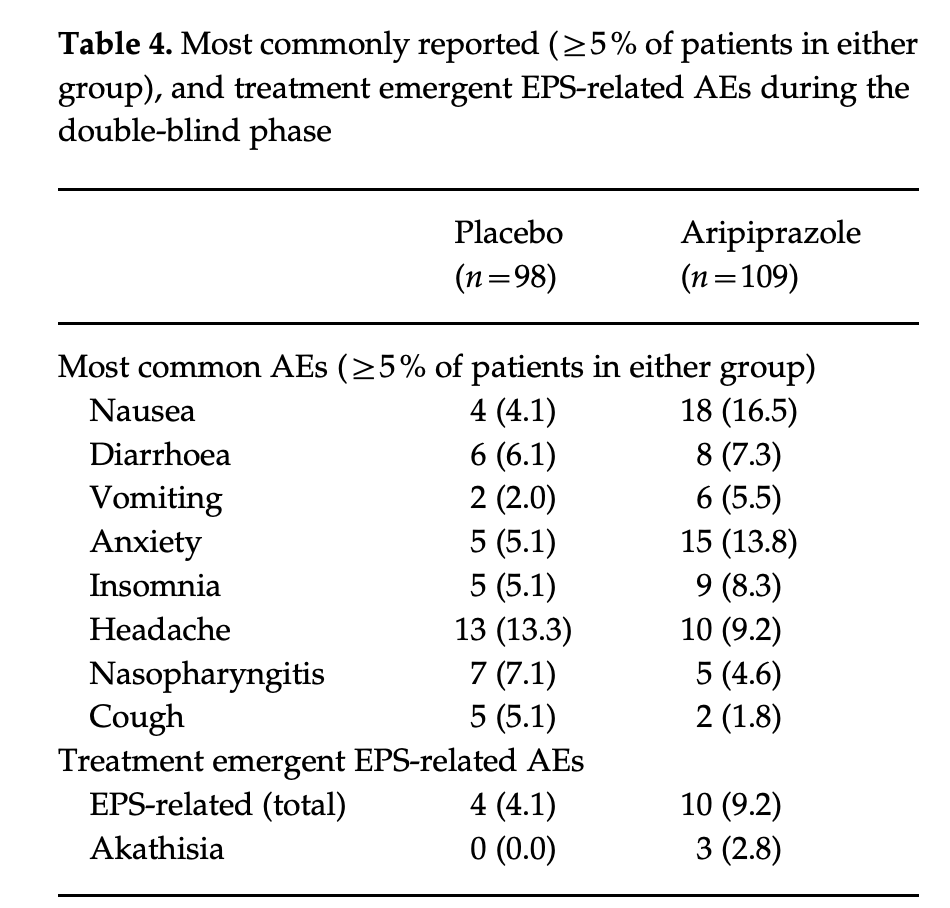 Table 4. Most commonly reported (≥5% of patients in either
group), and treatment emergent EPS-related AEs during the
double-blind phase
Placebo Aripiprazole
(n=98) (n=109)
Most common AEs (≥5% of patients in either group)
Nausea 4 (4.1) 18 (16.5)
Diarrhoea 6 (6.1) 8 (7.3)
Vomiting 2 (2.0) 6 (5.5)
Anxiety 5 (5.1) 15 (13.8)
Insomnia 5 (5.1) 9 (8.3)
Headache 13 (13.3) 10 (9.2)
Nasopharyngitis 7 (7.1) 5 (4.6)
Cough 5 (5.1) 2 (1.8)
Treatment emergent EPS-related AEs
EPS-related (total) 4 (4.1) 10 (9.2)
Akathisia 0 (0.0) 3 (2.8)